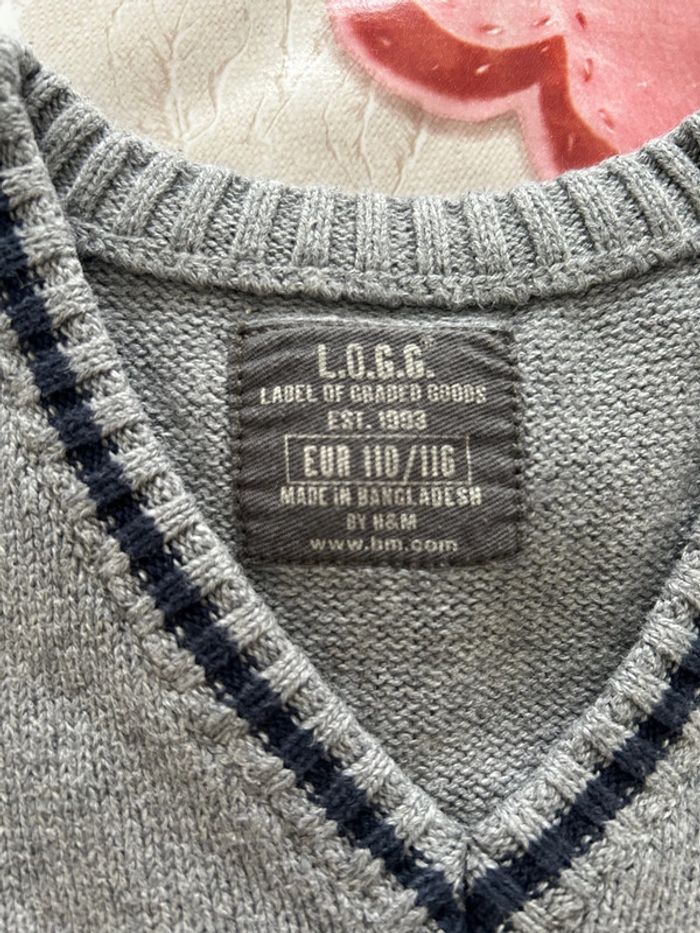 L.O.G.G.
LABEL OF GRADED GOODS
EST. 1993
EUR 110/116
MADE IN BANGLADESH
BY H&M
www.hm.com